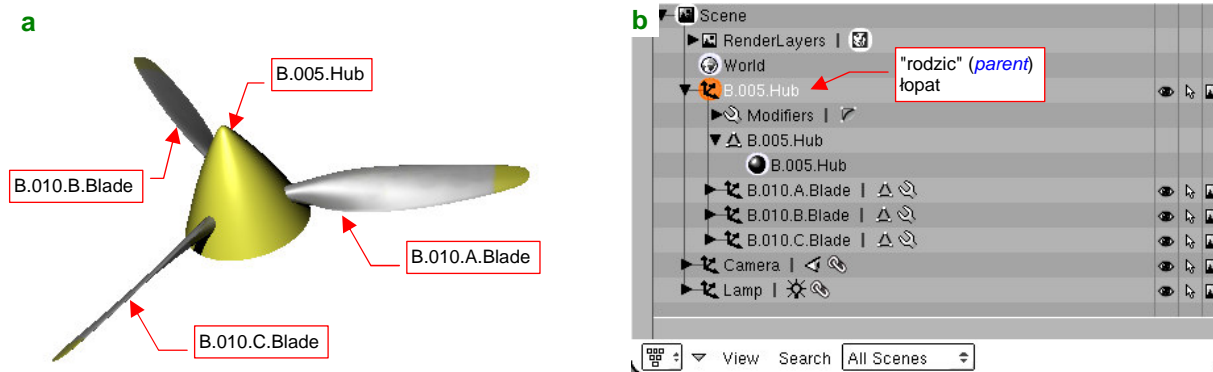 a
B.005.Hub
B.010.B.Blade
B.010.A.Blade
B.010.C.Blade
b
Scene
RenderLayers |
World
B.005.Hub
"rodzic" (parent)
łopat
Modifiers |
B.005.Hub
B.005.Hub
B.010.A.Blade |
B.010.B.Blade |
B.010.C.Blade |
Camera |
Lamp |
View Search All Scenes